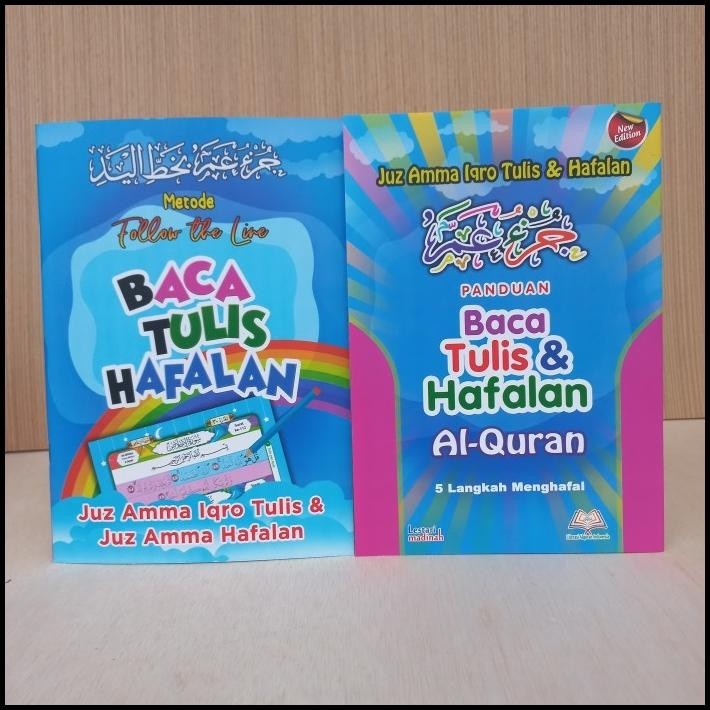 جزء عم بخط اليد
Metode
Follow the Line
BACA
TULIS
HAFALAN
Juz Amma Iqro Tulis &
Juz Amma Hafalan
New
Edition
Juz Amma Iqro Tulis & Hafalan
جزء عم
PANDUAN
Baca
Tulis &
Hafalan
Al-Quran
5 Langkah Menghafal
Lestari
madinah